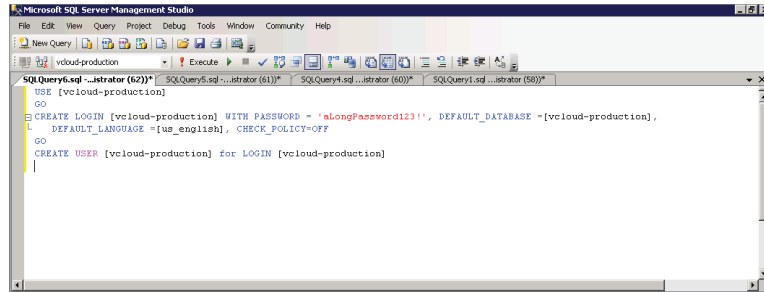 Microsoft SQL Server Management Studio
File Edit View Query Project Debug Tools Window Community Help
New Query
vcloud-production Execute
SQLQuery6.sql -...istrator (62))* SQLQuery5.sql -...istrator (61))* SQLQuery4.sql ...istrator (60))* SQLQuery1.sql ...istrator (58))*
USE [vcloud-production]
GO
CREATE LOGIN [vcloud-production] WITH PASSWORD = 'aLongPassword123!', DEFAULT_DATABASE =[vcloud-production],
DEFAULT_LANGUAGE =[us_english], CHECK_POLICY=OFF
GO
CREATE USER [vcloud-production] for LOGIN [vcloud-production]